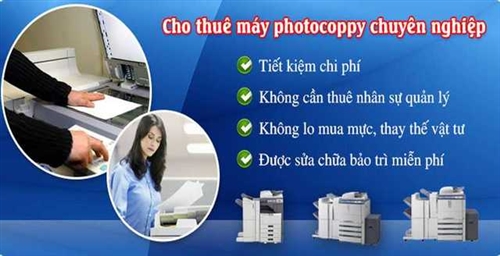 Cho thuê máy photocoppy chuyên nghiệp
Tiết kiệm chi phí
Không cần thuê nhân sự quản lý
Không lo mua mực, thay thế vật tư
Được sửa chữa bảo trì miễn phí